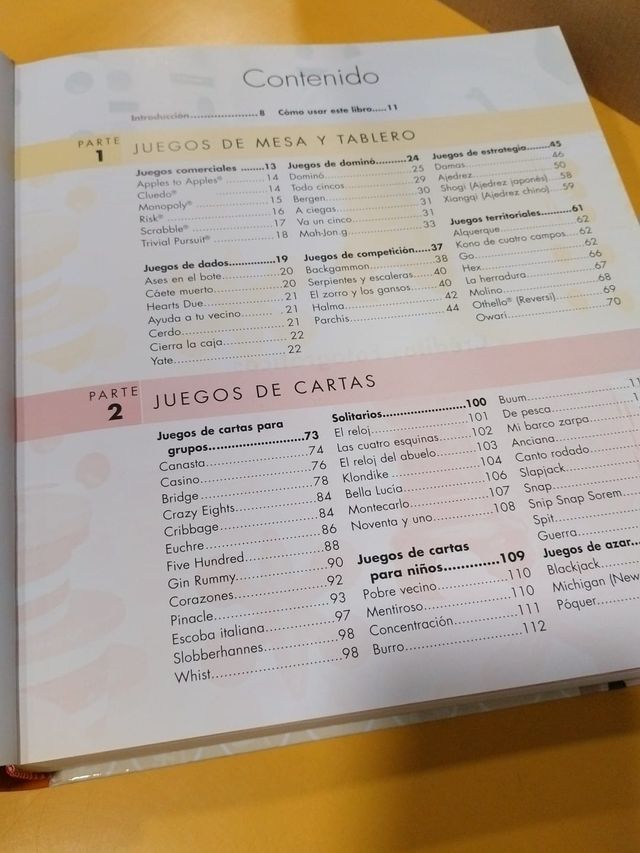 Contenido
Introducción.....................8 Cómo usar este libro.....11
PARTE
1
JUEGOS DE MESA Y TABLERO
Juegos comerciales ........13
Apples to Apples® ............14
Cluedo®............................14
Monopoly® .......................15
Risk®.................................16
Scrabble® .........................17
Trivial Pursuit® ..................18
Juegos de dados...............19
Ases en el bote.................20
Cáete muerto....................20
Hearts Due........................21
Ayuda a tu vecino.............21
Cerdo................................21
Cierra la caja....................22
Yate...................................22
Juegos de dominó............24
Dominó.............................25
Todo cincos......................29
Bergen...............................30
A ciegas............................31
Va un cinco.......................31
Mah-Jong..........................33
Juegos de competición.....37
Backgammon....................38
Serpientes y escaleras......40
El zorro y los gansos.........40
Halma...............................42
Parchís..............................44
Juegos de estrategia........45
Damas...............................46
Ajedrez..............................50
Shogi (Ajedrez japonés)...58
Xiangqi (Ajedrez chino)....59
Juegos territoriales...........61
Alquerque.........................62
Kono de cuatro campos...62
Go.....................................62
Hex...................................66
La herradura.....................67
Molino...............................68
Othello® (Reversi).............69
Owari................................70
PARTE
2
JUEGOS DE CARTAS
Juegos de cartas para
grupos......................73
Canasta.............................74
Casino...............................76
Bridge...............................78
Crazy Eights.....................84
Cribbage...........................84
Euchre...............................86
Five Hundred....................88
Gin Rummy.......................90
Corazones........................92
Pinacle..............................93
Escoba italiana.................97
Slobberhannes..................98
Whist.................................98
Solitarios.........................100
El reloj.............................101
Las cuatro esquinas........102
El reloj del abuelo...........103
Klondike..........................104
Bella Lucía......................106
Montecarlo......................107
Noventa y uno................108
Juegos de cartas
para niños...............109
Pobre vecino...................110
Mentiroso........................110
Concentración.................111
Burro...............................112
Buum..........................
De pesca......................
Mi barco zarpa..............
Anciana........................
Canto rodado................
Slapjack.......................
Snap.............................
Snip Snap Sorem..........
Spit...............................
Guerra..........................
Juegos de azar.............
Blackjack......................
Michigan (New
Póquer..........................